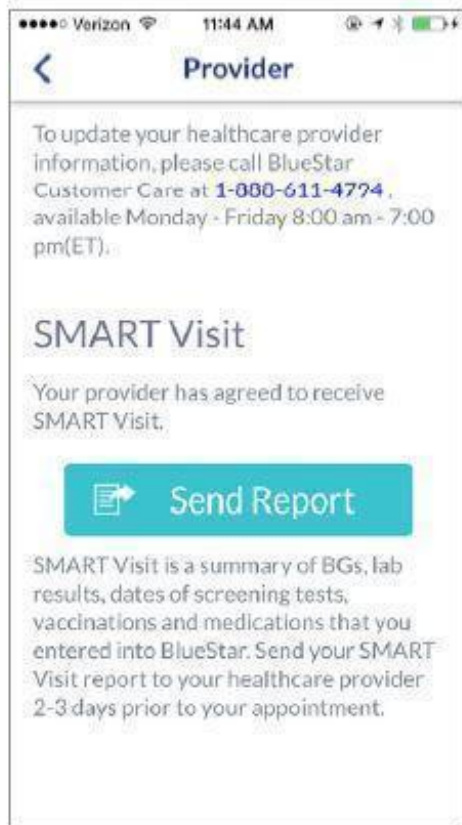 Verizon 11:44 AM
Provider
To update your healthcare provider
information, please call BlueStar
Customer Care at 1-888-611-4794 ,
available Monday - Friday 8:00 am - 7:00
pm(ET).
SMART Visit
Your provider has agreed to receive
SMART Visit.
Send Report
SMART Visit is a summary of BGs, lab
results, dates of screening tests,
vaccinations and medications that you
entered into BlueStar. Send your SMART
Visit report to your healthcare provider
2-3 days prior to your appointment.